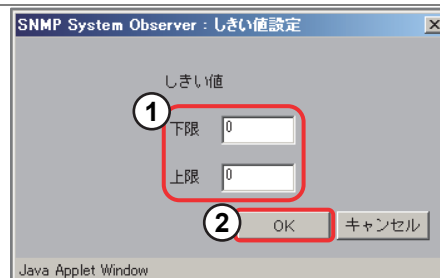 SNMP System Observer : しきい値設定
しきい値
①
下限 0
上限 0
② OK キャンセル
Java Applet Window